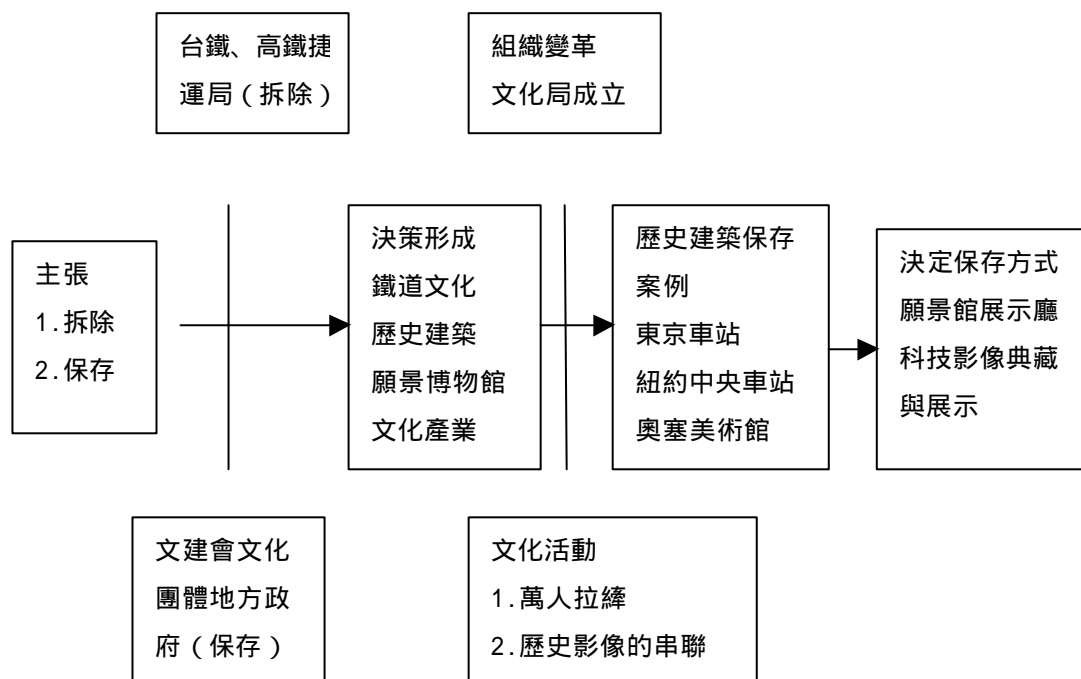 台鐵、高鐵捷
運局（拆除）
組織變革
文化局成立
主張
1.拆除
2.保存
決策形成
鐵道文化
歷史建築
願景博物館
文化產業
歷史建築保存
案例
東京車站
紐約中央車站
奧塞美術館
決定保存方式
願景館展示廳
科技影像典藏
與展示
文建會文化
團體地方政
府（保存）
文化活動
1.萬人拉縴
2.歷史影像的串聯